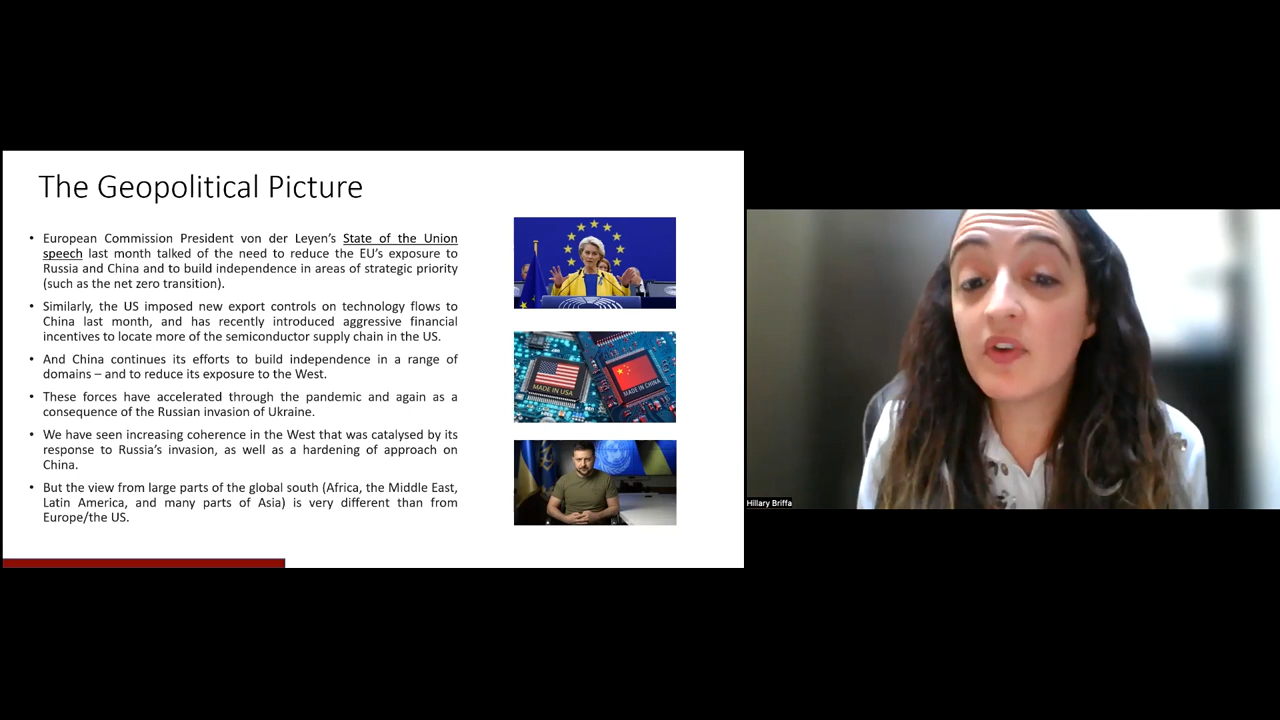 The Geopolitical Picture
• European Commission President von der Leyen's State of the Union
speech last month talked of the need to reduce the EU's exposure to
Russia and China and to build independence in areas of strategic priority
(such as the net zero transition).
• Similarly, the US imposed new export controls on technology flows to
China last month, and has recently introduced aggressive financial
incentives to locate more of the semiconductor supply chain in the US.
• And China continues its efforts to build independence in a range of
domains – and to reduce its exposure to the West.
• These forces have accelerated through the pandemic and again as a
consequence of the Russian invasion of Ukraine.
• We have seen increasing coherence in the West that was catalysed by its
response to Russia's invasion, as well as a hardening of approach on
China.
• But the view from large parts of the global south (Africa, the Middle East,
Latin America, and many parts of Asia) is very different than from
Europe/the US.
MADE IN USA
MADE IN CHINA
Hillary Briffa